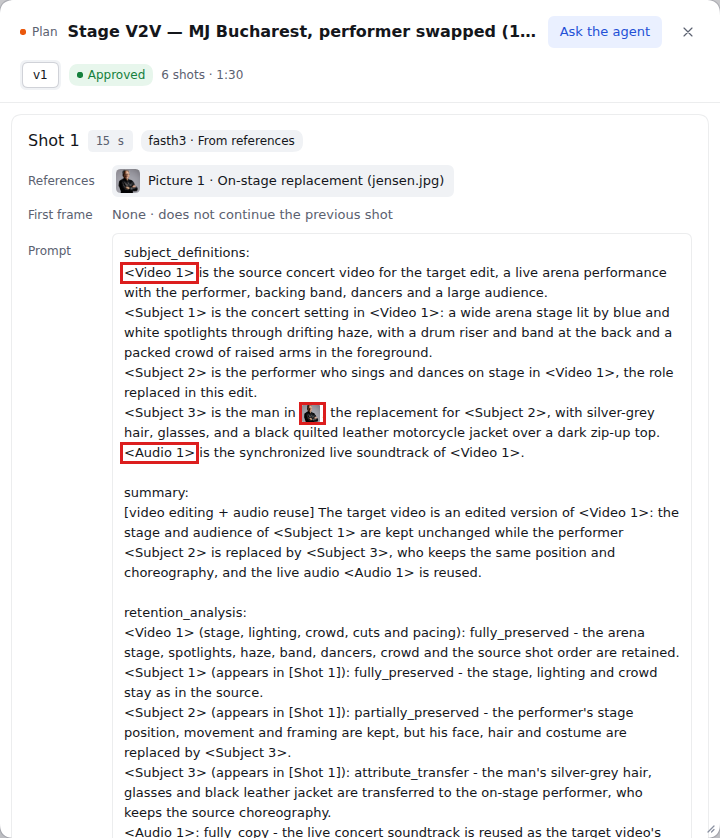 Plan Stage V2V — MJ Bucharest, performer swapped (1… Ask the agent
v1 Approved 6 shots · 1:30
Shot 1 15 s fasth3 · From references
References Picture 1 · On-stage replacement (jensen.jpg)
First frame None · does not continue the previous shot
Prompt subject_definitions:
<Video 1> is the source concert video for the target edit, a live arena performance
with the performer, backing band, dancers and a large audience.
<Subject 1> is the concert setting in <Video 1>: a wide arena stage lit by blue and
white spotlights through drifting haze, with a drum riser and band at the back and a
packed crowd of raised arms in the foreground.
<Subject 2> is the performer who sings and dances on stage in <Video 1>, the role
replaced in this edit.
<Subject 3> is the man in the replacement for <Subject 2>, with silver-grey
hair, glasses, and a black quilted leather motorcycle jacket over a dark zip-up top.
<Audio 1> is the synchronized live soundtrack of <Video 1>.
summary:
[video editing + audio reuse] The target video is an edited version of <Video 1>: the
stage and audience of <Subject 1> are kept unchanged while the performer
<Subject 2> is replaced by <Subject 3>, who keeps the same position and
choreography, and the live audio <Audio 1> is reused.
retention_analysis:
<Video 1> (stage, lighting, crowd, cuts and pacing): fully_preserved - the arena
stage, spotlights, haze, band, dancers, crowd and the source shot order are retained.
<Subject 1> (appears in [Shot 1]): fully_preserved - the stage, lighting and crowd
stay as in the source.
<Subject 2> (appears in [Shot 1]): partially_preserved - the performer's stage
position, movement and framing are kept, but his face, hair and costume are
replaced by <Subject 3>.
<Subject 3> (appears in [Shot 1]): attribute_transfer - the man's silver-grey hair,
glasses and black leather jacket are transferred to the on-stage performer, who
keeps the source choreography.
<Audio 1>: fully_copy - the live concert soundtrack is reused as the target video's